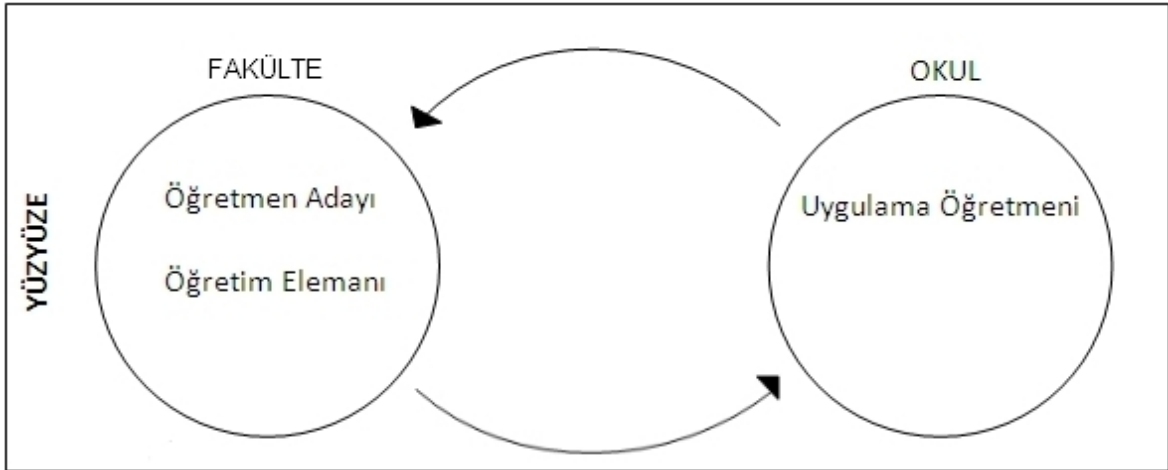 FAKÜLTE
OKUL
YÜZYÜZE
Öğretmen Adayı
Öğretim Elemanı
Uygulama Öğretmeni